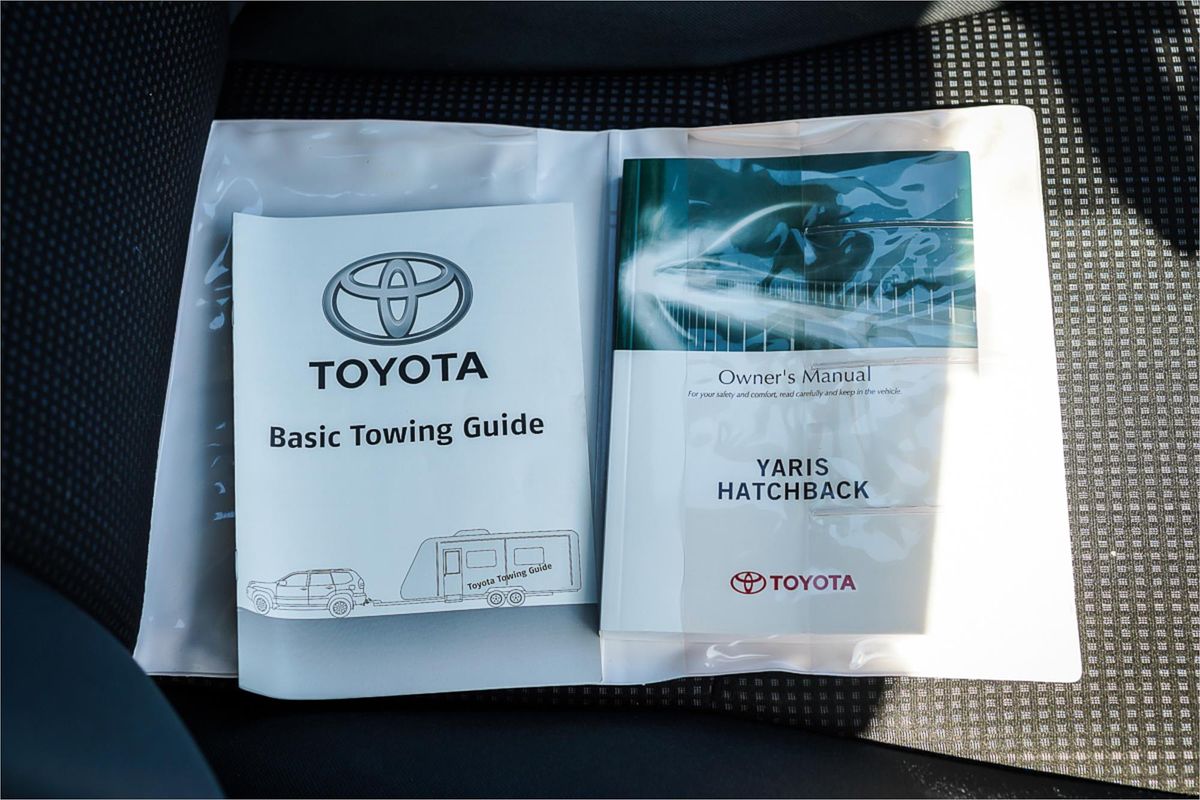 TOYOTA
Basic Towing Guide
Toyota Towing Guide
Owner's Manual
For your safety and comfort, read carefully and keep in the vehicle.
YARIS
HATCHBACK
TOYOTA